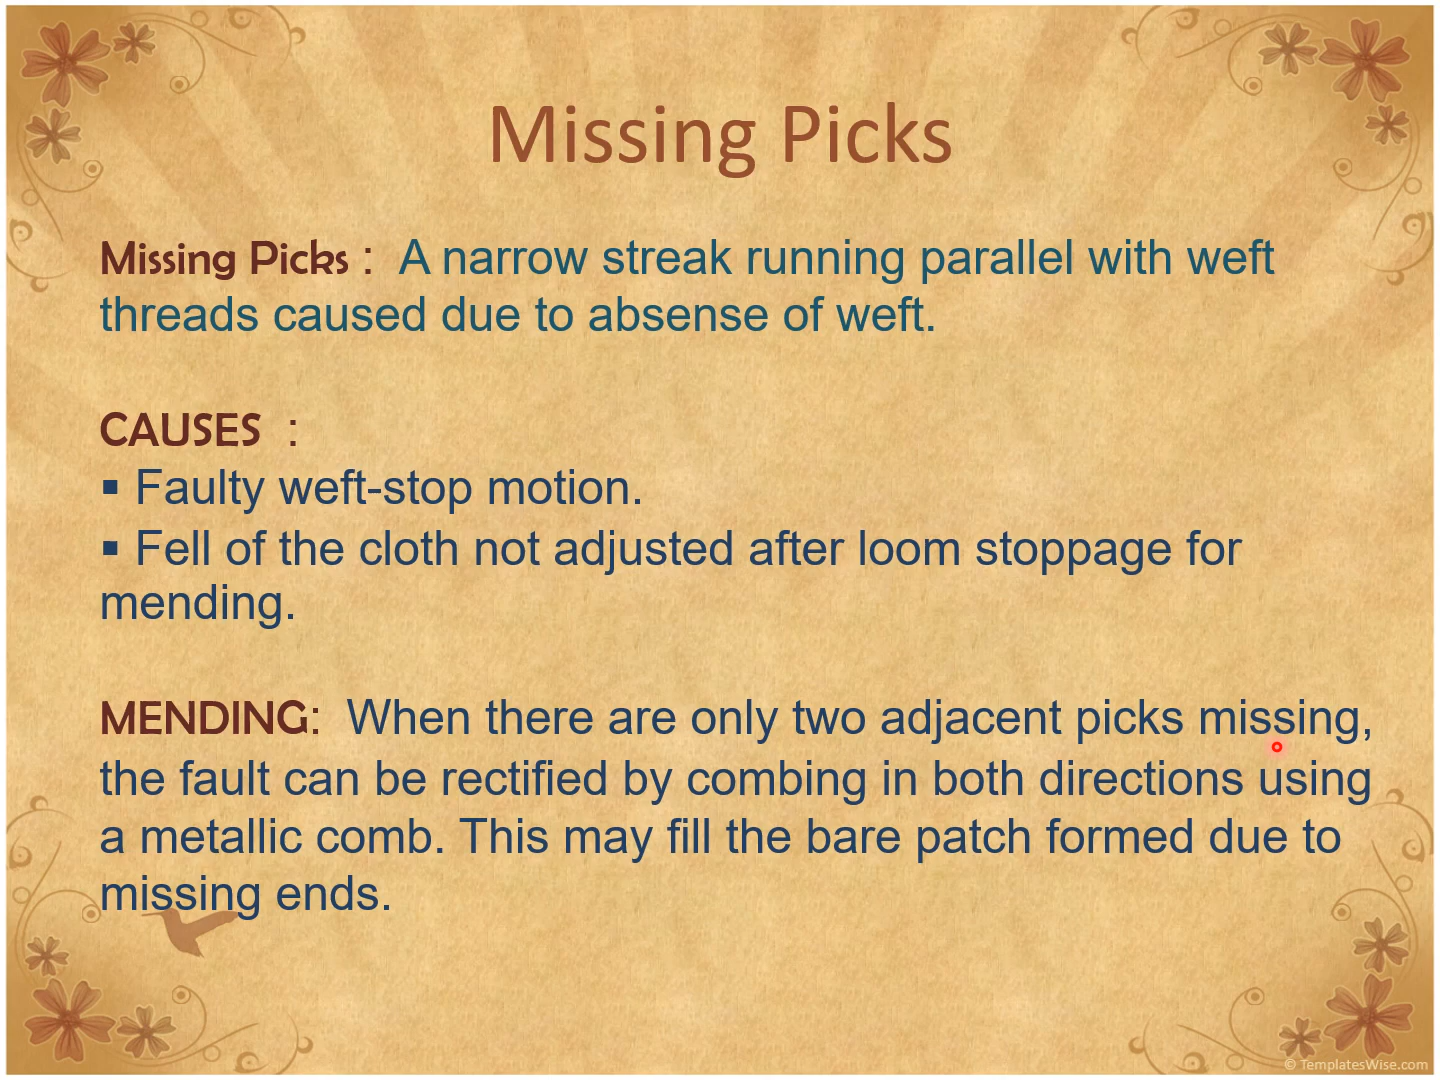 Missing Picks
Missing Picks : A narrow streak running parallel with weft
threads caused due to absense of weft.
CAUSES :
▪ Faulty weft-stop motion.
▪ Fell of the cloth not adjusted after loom stoppage for
mending.
MENDING: When there are only two adjacent picks missing,
the fault can be rectified by combing in both directions using
a metallic comb. This may fill the bare patch formed due to
missing ends.
© TemplatesWise.com